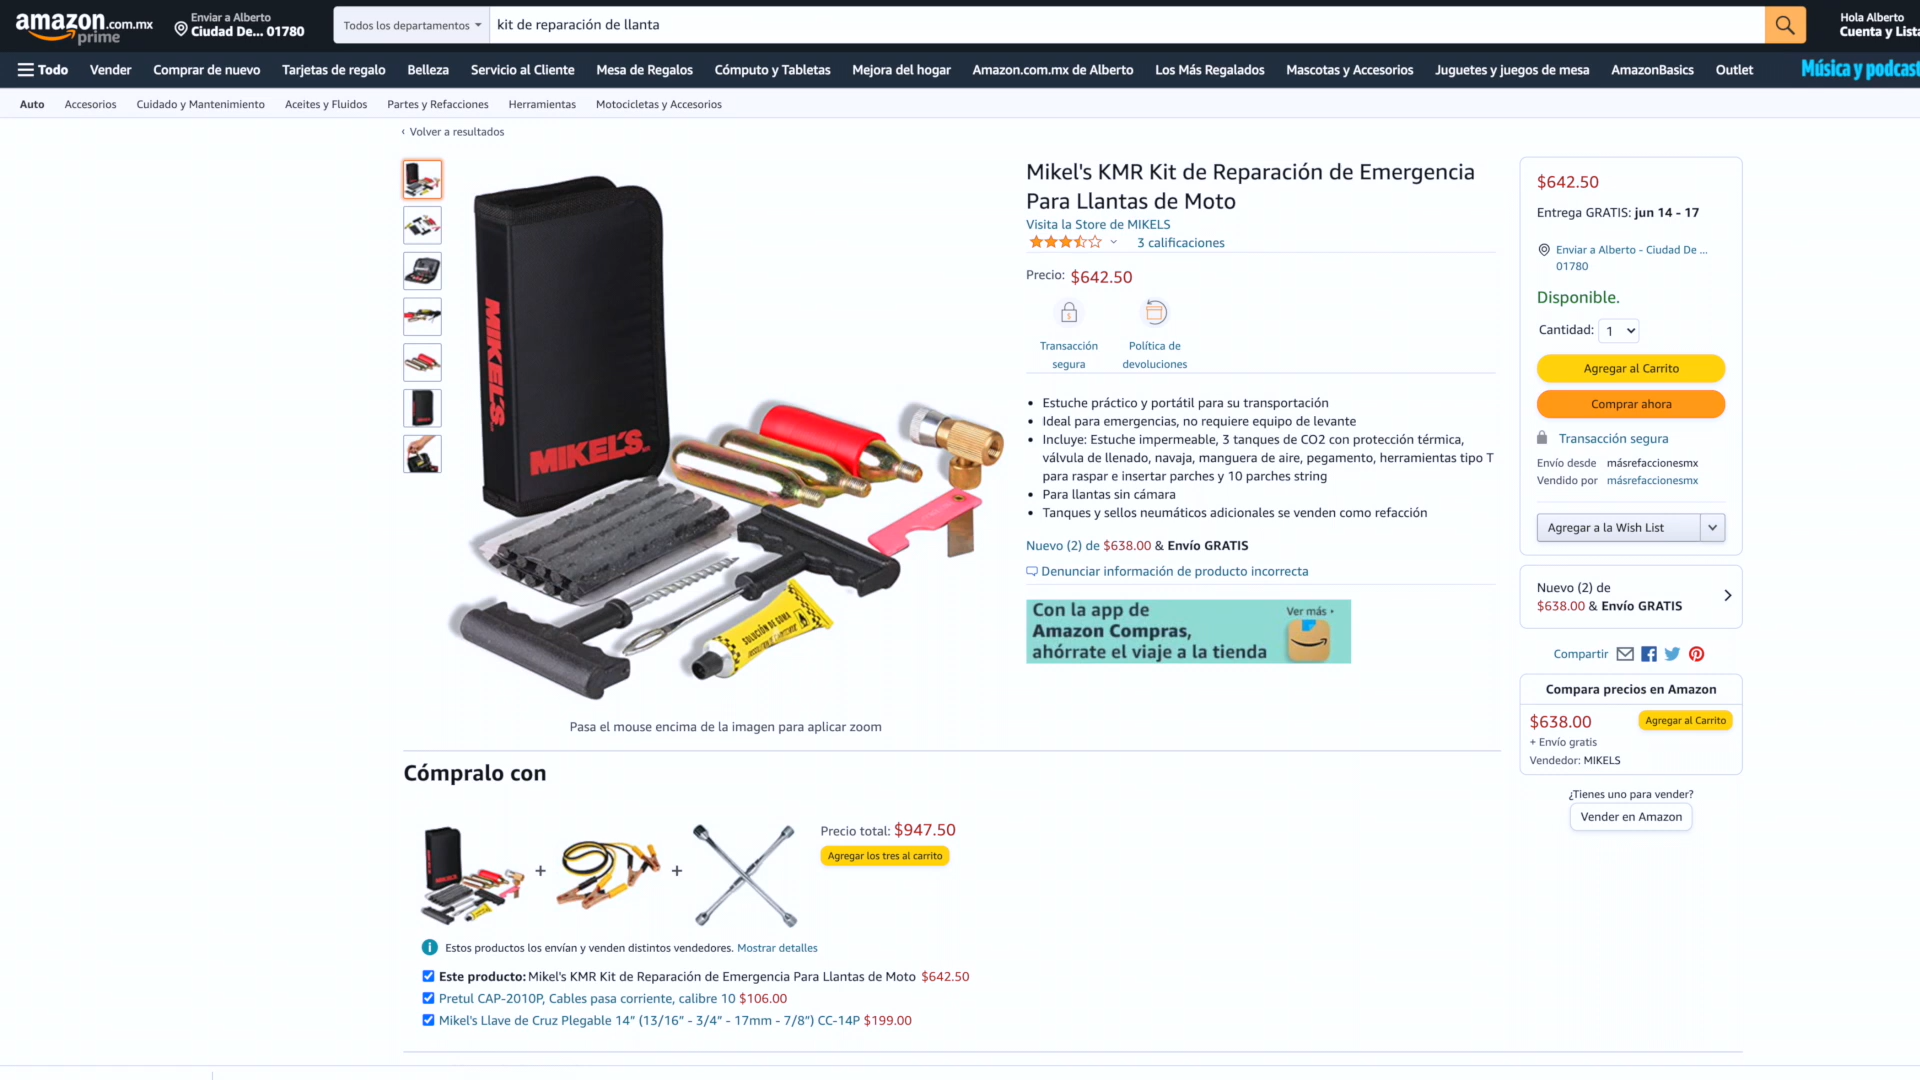 amazon.com.mx
prime
Enviar a Alberto
Ciudad De... 01780
Todos los departamentos
kit de reparación de llanta
Hola Alberto
Cuenta y Lista
Todo
Vender
Comprar de nuevo
Tarjetas de regalo
Belleza
Servicio al Cliente
Mesa de Regalos
Cómputo y Tabletas
Mejora del hogar
Amazon.com.mx de Alberto
Los Más Regalados
Mascotas y Accesorios
Juguetes y juegos de mesa
AmazonBasics
Outlet
Música y podcast
Auto
Accesorios
Cuidado y Mantenimiento
Aceites y Fluidos
Partes y Refacciones
Herramientas
Motocicletas y Accesorios
‹ Volver a resultados
MIKEL'S
MIKEL'S
SOLUCIÓN DE GOMA
Pasa el mouse encima de la imagen para aplicar zoom
Mikel's KMR Kit de Reparación de Emergencia
Para Llantas de Moto
Visita la Store de MIKELS
3 calificaciones
Precio: $642.50
Transacción
segura
Política de
devoluciones
• Estuche práctico y portátil para su transportación
• Ideal para emergencias, no requiere equipo de levante
• Incluye: Estuche impermeable, 3 tanques de CO2 con protección térmica,
válvula de llenado, navaja, manguera de aire, pegamento, herramientas tipo T
para raspar e insertar parches y 10 parches string
• Para llantas sin cámara
• Tanques y sellos neumáticos adicionales se venden como refacción
Nuevo (2) de $638.00 & Envío GRATIS
Denunciar información de producto incorrecta
Con la app de
Amazon Compras,
ahórrate el viaje a la tienda
Ver más
$642.50
Entrega GRATIS: jun 14 - 17
Enviar a Alberto - Ciudad De ...
01780
Disponible.
Cantidad: 1
Agregar al Carrito
Comprar ahora
Transacción segura
Envío desde másrefaccionesmx
Vendido por másrefaccionesmx
Agregar a la Wish List
Nuevo (2) de
$638.00 & Envío GRATIS
Compartir
Compara precios en Amazon
$638.00
Agregar al Carrito
+ Envío gratis
Vendedor: MIKELS
¿Tienes uno para vender?
Vender en Amazon
Cómpralo con
+
+
Precio total: $947.50
Agregar los tres al carrito
Estos productos los envían y venden distintos vendedores. Mostrar detalles
Este producto: Mikel's KMR Kit de Reparación de Emergencia Para Llantas de Moto $642.50
Pretul CAP-2010P, Cables pasa corriente, calibre 10 $106.00
Mikel's Llave de Cruz Plegable 14” (13/16” - 3/4” - 17mm - 7/8”) CC-14P $199.00